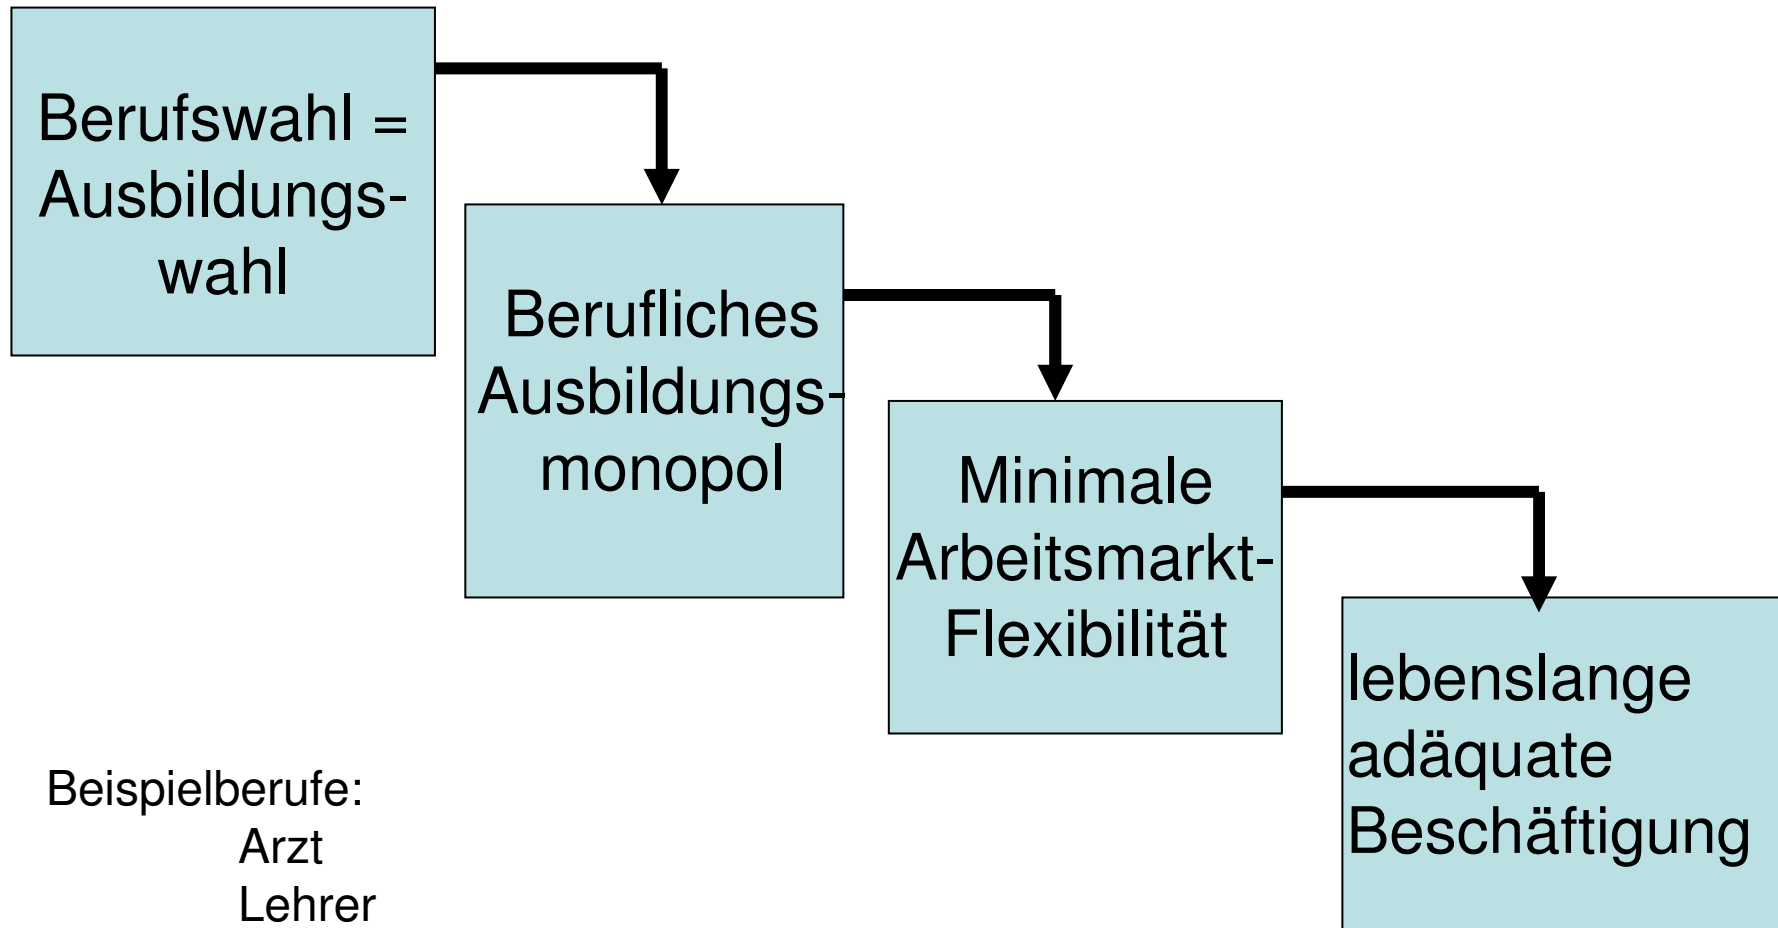 Berufswahl =
Ausbildungs-
wahl
Berufliches
Ausbildungs-
monopol
Minimale
Arbeitsmarkt-
Flexibilität
lebenslange
adäquate
Beschäftigung
Beispielberufe:
Arzt
Lehrer